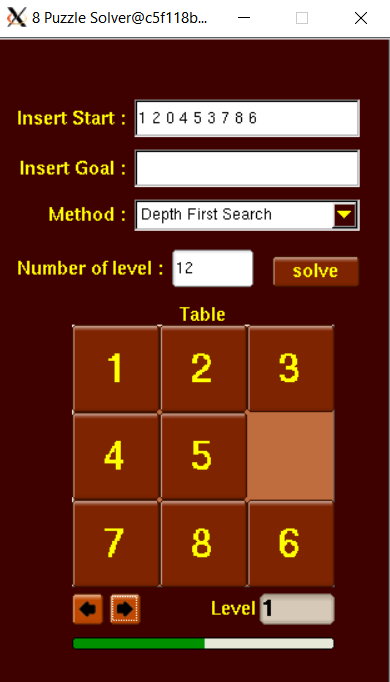 8 Puzzle Solver@c5f118b...
Insert Start : 1 2 0 4 5 3 7 8 6
Insert Goal :
Method : Depth First Search
Number of level : 12 solve
Table
1 2 3
4 5
7 8 6
Level 1